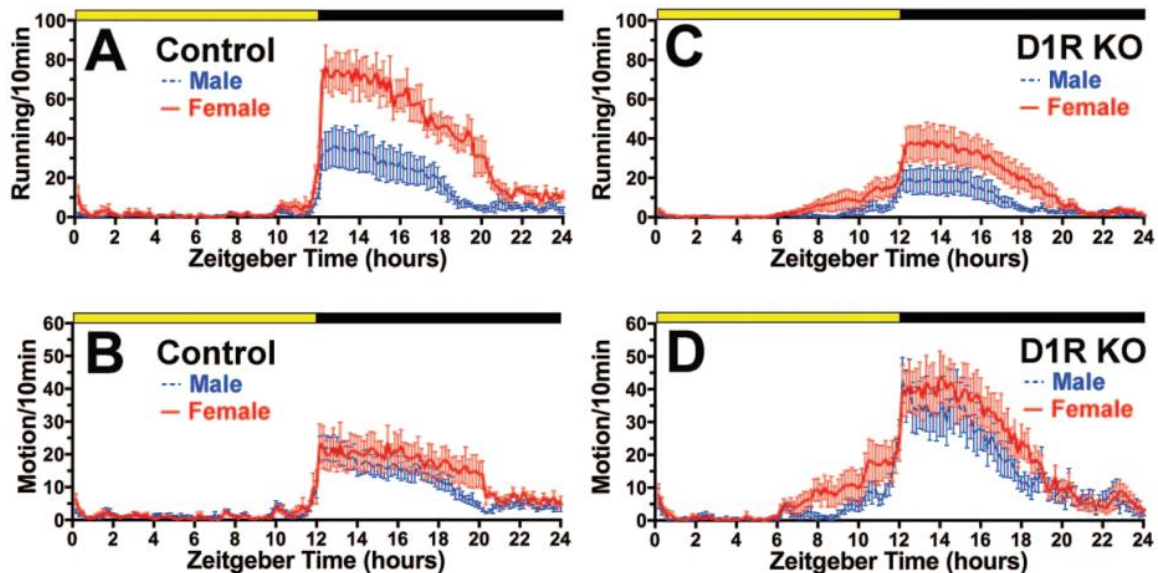 A
Control
Male
Female
Running/10min
100
80
60
40
20
0
0 2 4 6 8 10 12 14 16 18 20 22 24
Zeitgeber Time (hours)
C
D1R KO
Male
Female
Running/10min
100
80
60
40
20
0
0 2 4 6 8 10 12 14 16 18 20 22 24
Zeitgeber Time (hours)
B
Control
Male
Female
Motion/10min
60
50
40
30
20
10
0
0 2 4 6 8 10 12 14 16 18 20 22 24
Zeitgeber Time (hours)
D
D1R KO
Male
Female
Motion/10min
60
50
40
30
20
10
0
0 2 4 6 8 10 12 14 16 18 20 22 24
Zeitgeber Time (hours)